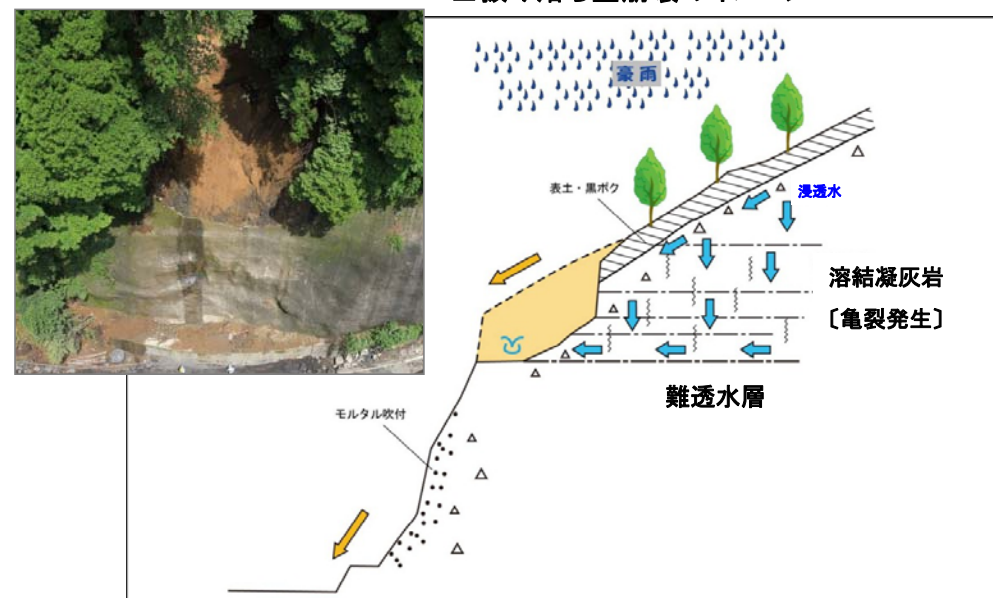 豪雨
表土・黒ボク
浸透水
溶結凝灰岩
〔亀裂発生〕
難透水層
モルタル吹付